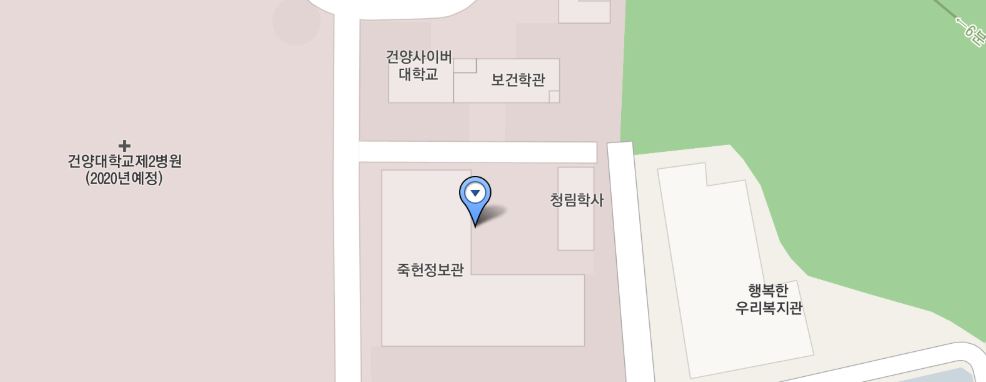 ←6분
건양사이버
대학교
보건학관
건양대학교제2병원
(2020년예정)
청림학사
죽헌정보관
행복한
우리복지관